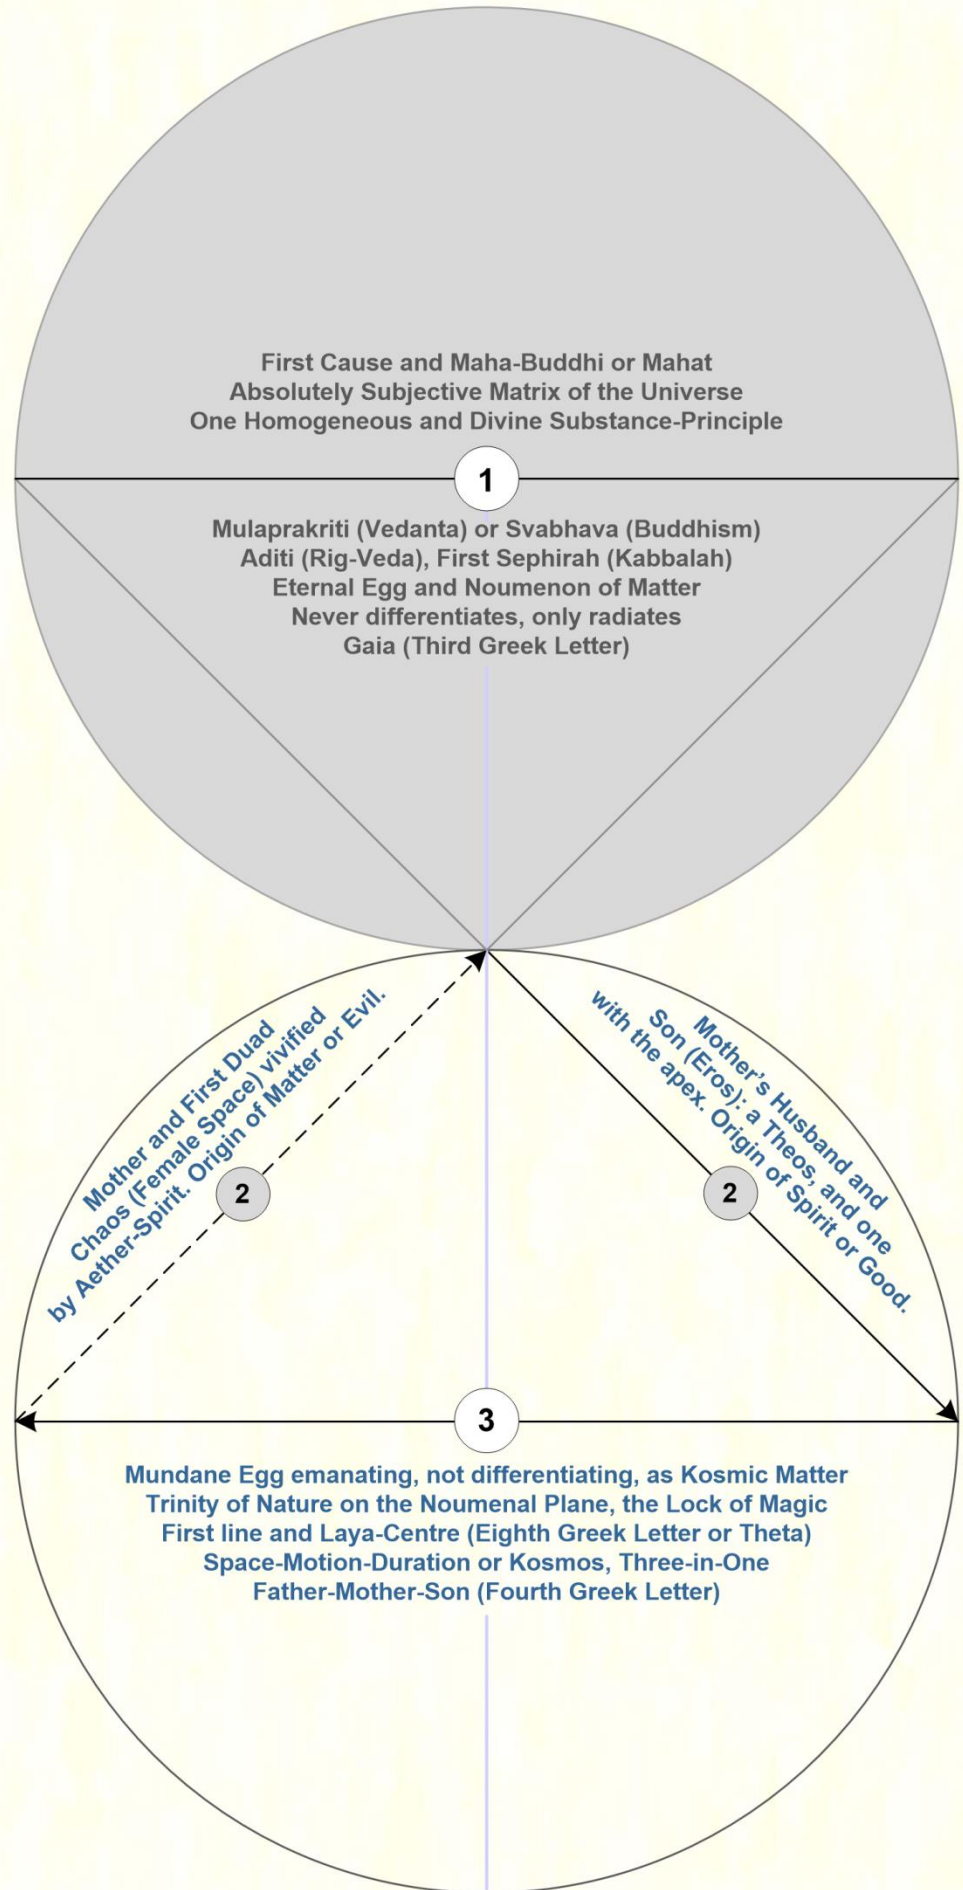 First Cause and Maha-Buddhi or Mahat
Absolutely Subjective Matrix of the Universe
One Homogeneous and Divine Substance-Principle
1
Mulaprakriti (Vedanta) or Svabhava (Buddhism)
Aditi (Rig-Veda), First Sephirah (Kabbalah)
Eternal Egg and Noumenon of Matter
Never differentiates, only radiates
Gaia (Third Greek Letter)
Mother and First Duad
Chaos (Female Space) vivified
by Aether-Spirit. Origin of Matter or Evil.
2
Mother's Husband and
Son (Eros): a Theos, and one
with the apex. Origin of Spirit or Good.
2
3
Mundane Egg emanating, not differentiating, as Kosmic Matter
Trinity of Nature on the Noumenal Plane, the Lock of Magic
First line and Laya-Centre (Eighth Greek Letter or Theta)
Space-Motion-Duration or Kosmos, Three-in-One
Father-Mother-Son (Fourth Greek Letter)